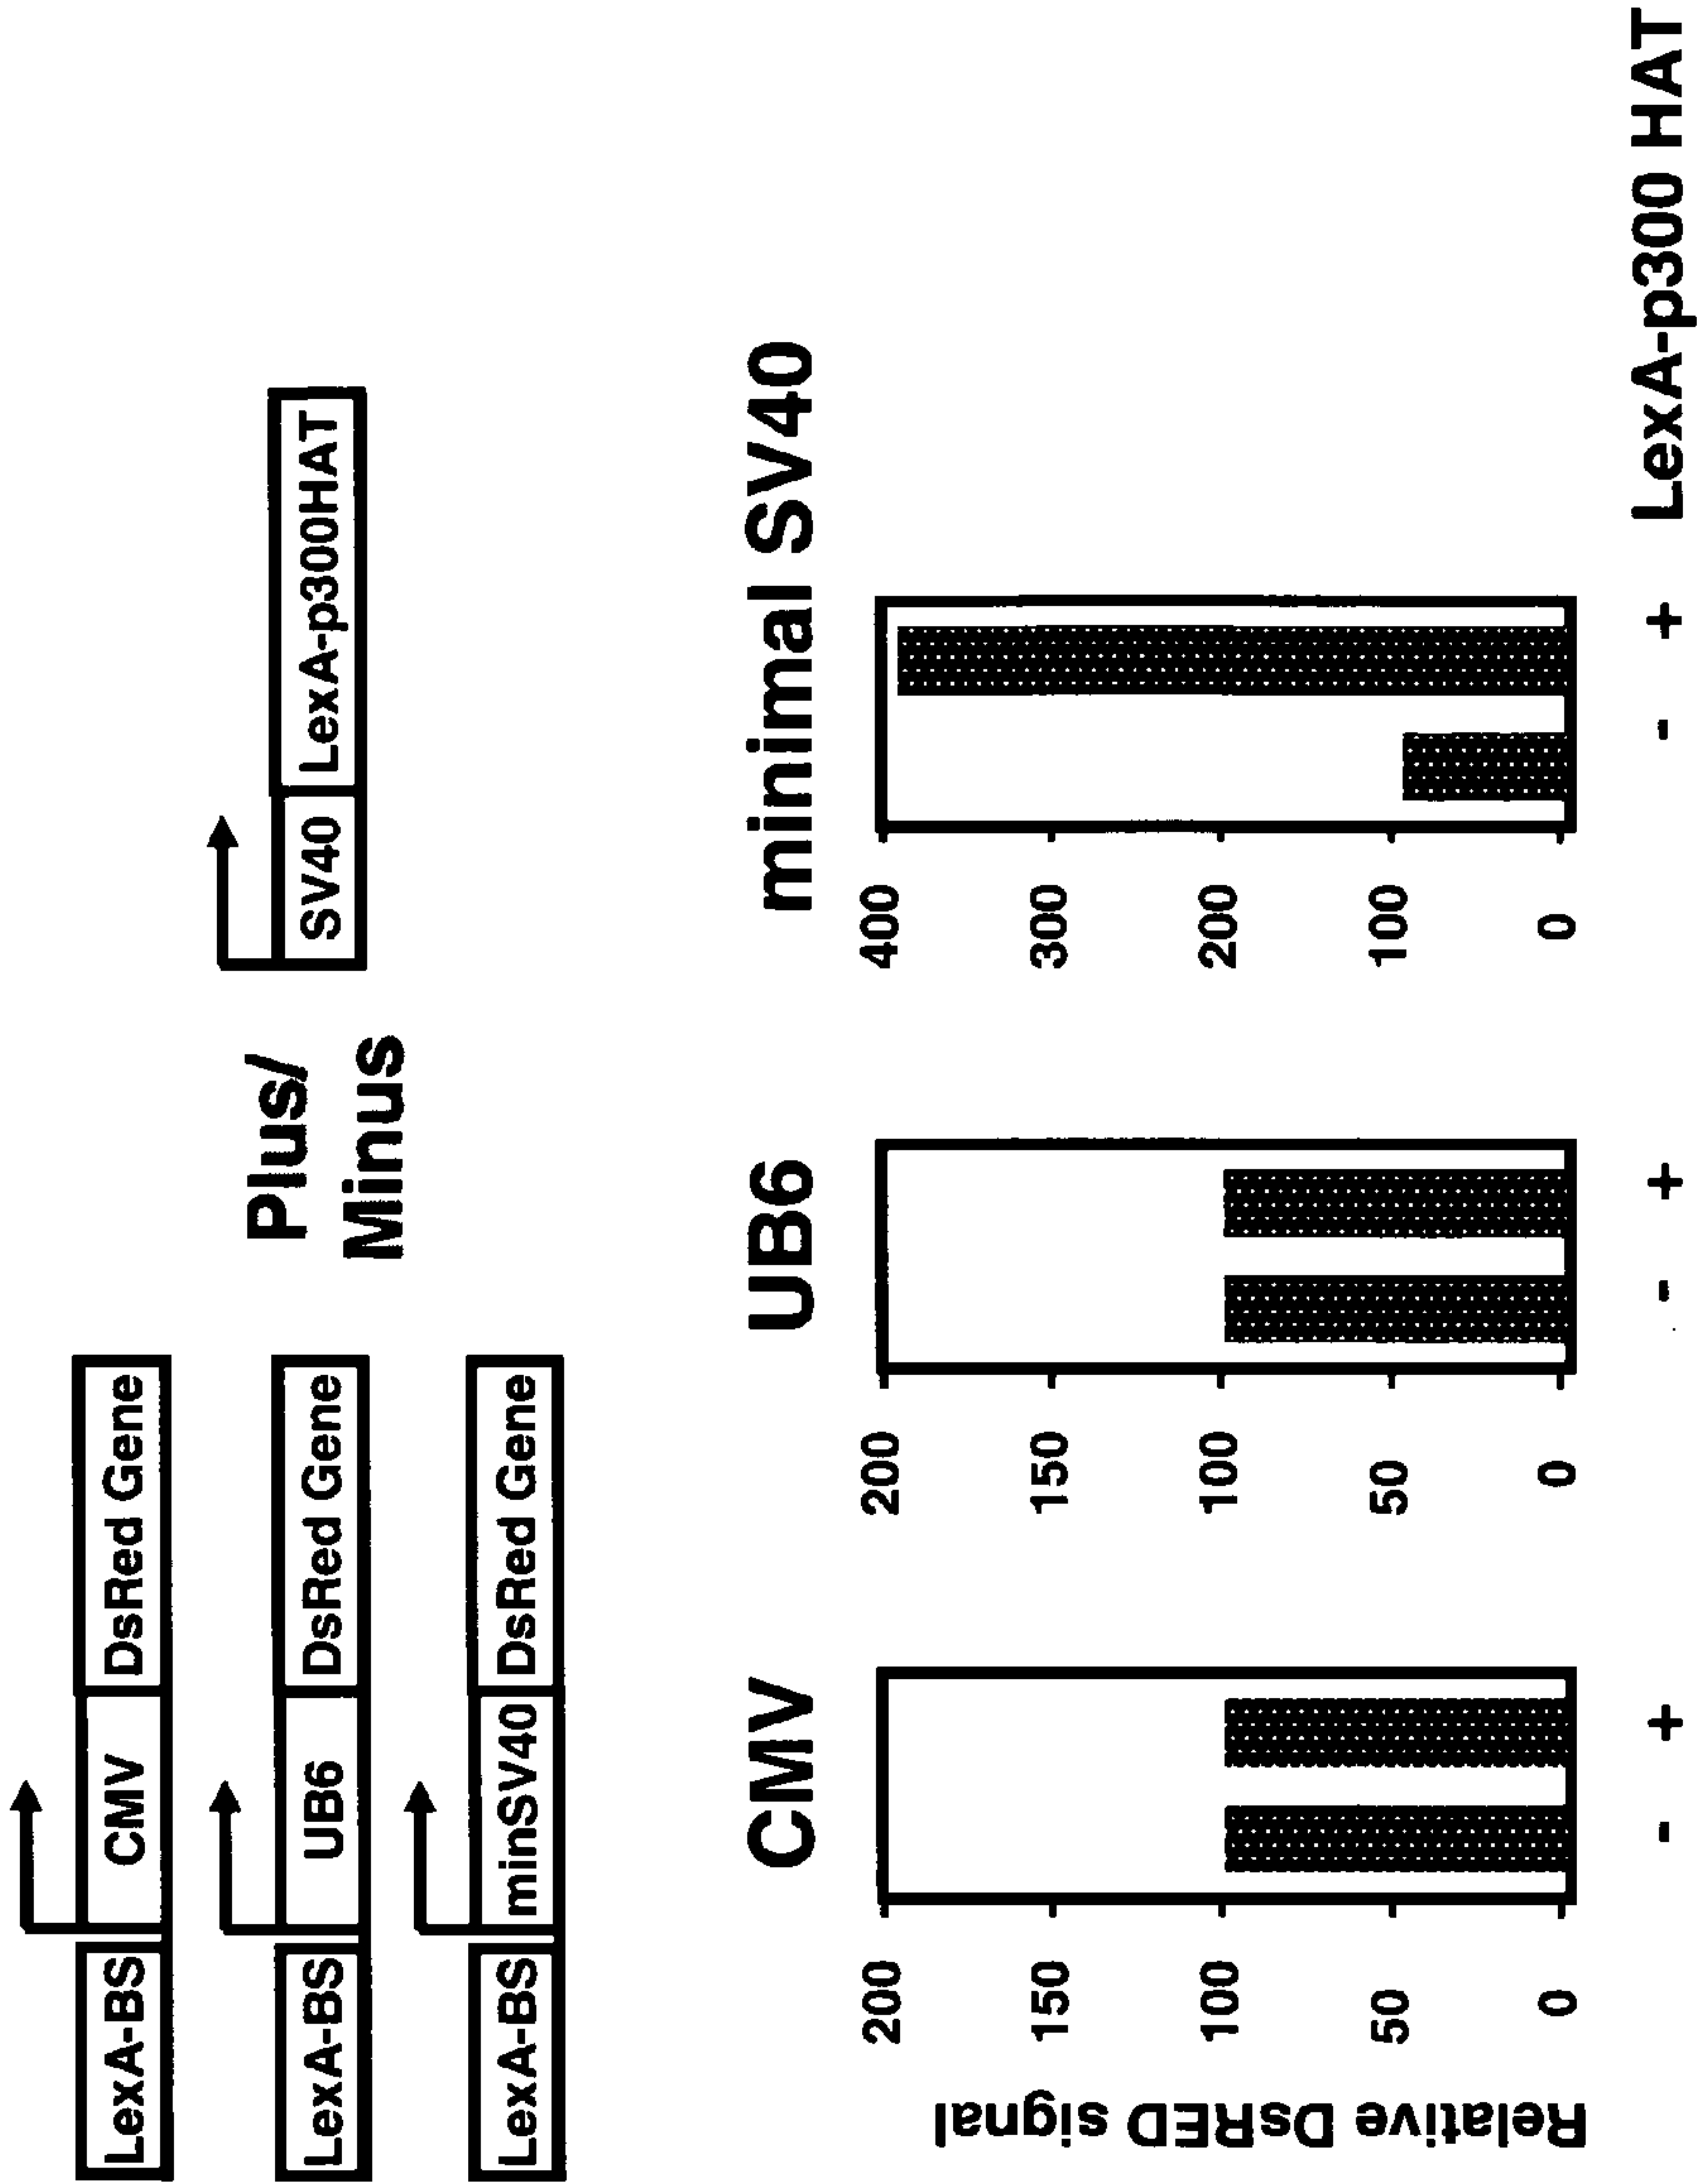 LexA-BS CMV DsRed Gene
LexA-BS UB6 DsRed Gene
LexA-BS minSV40 DsRed Gene
Plus/
Minus
SV40 LexA-p300HAT
CMV
UB6
minimal SV40
Relative DsRED signal
200
150
100
50
0
200
150
100
50
0
400
300
200
100
0
- + - + - + LexA-p300 HAT